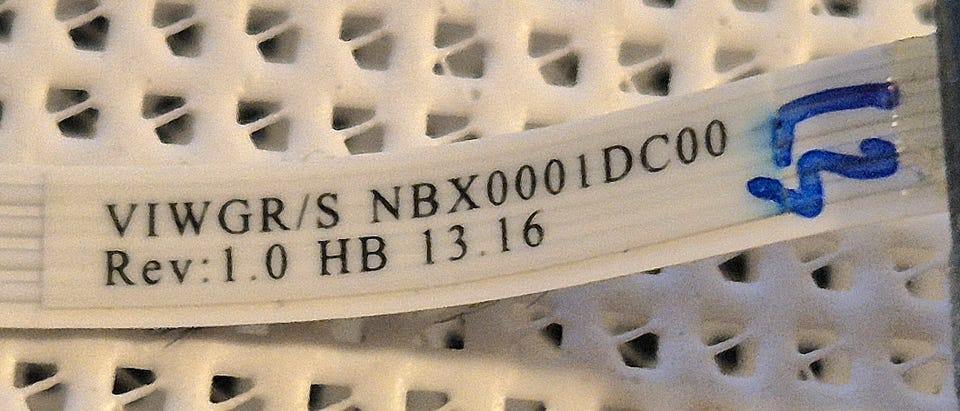 VIWGR/S NBX0001DC00
Rev:1.0 HB 13.16